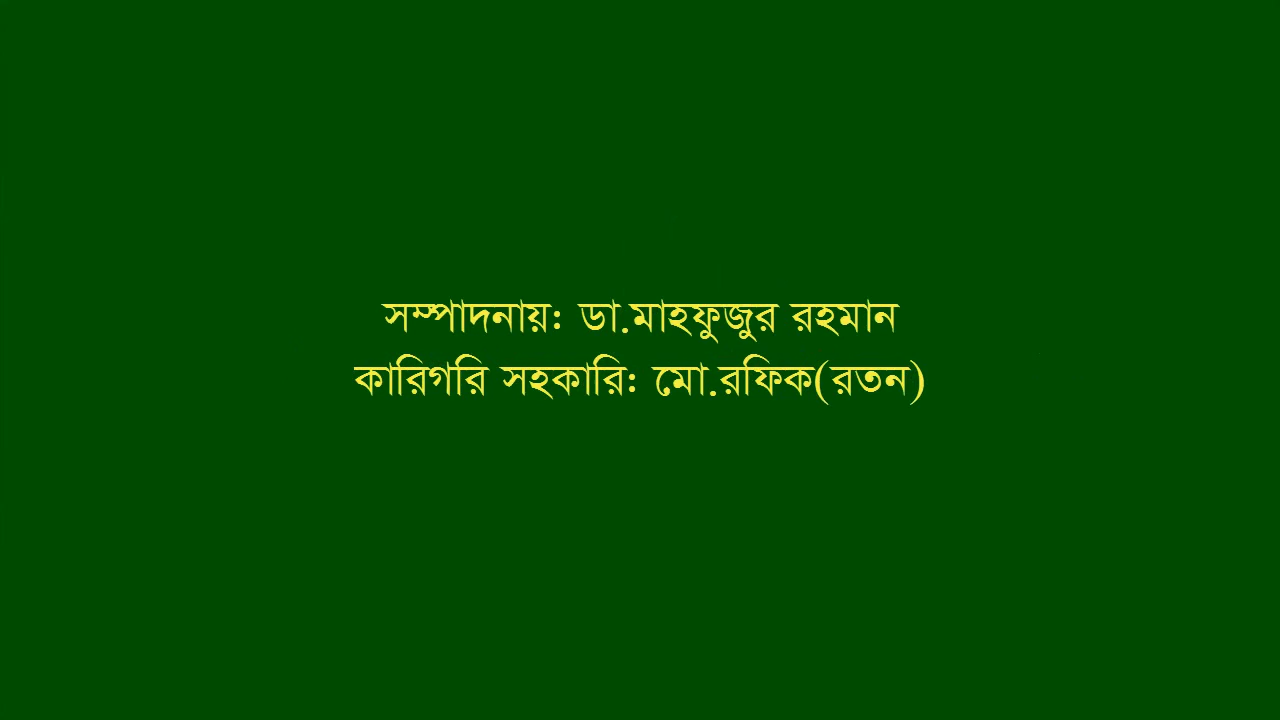 সম্পাদনায়: ডা.মাহফুজুর রহমান
কারিগরি সহকারি: মো.রফিক(রতন)